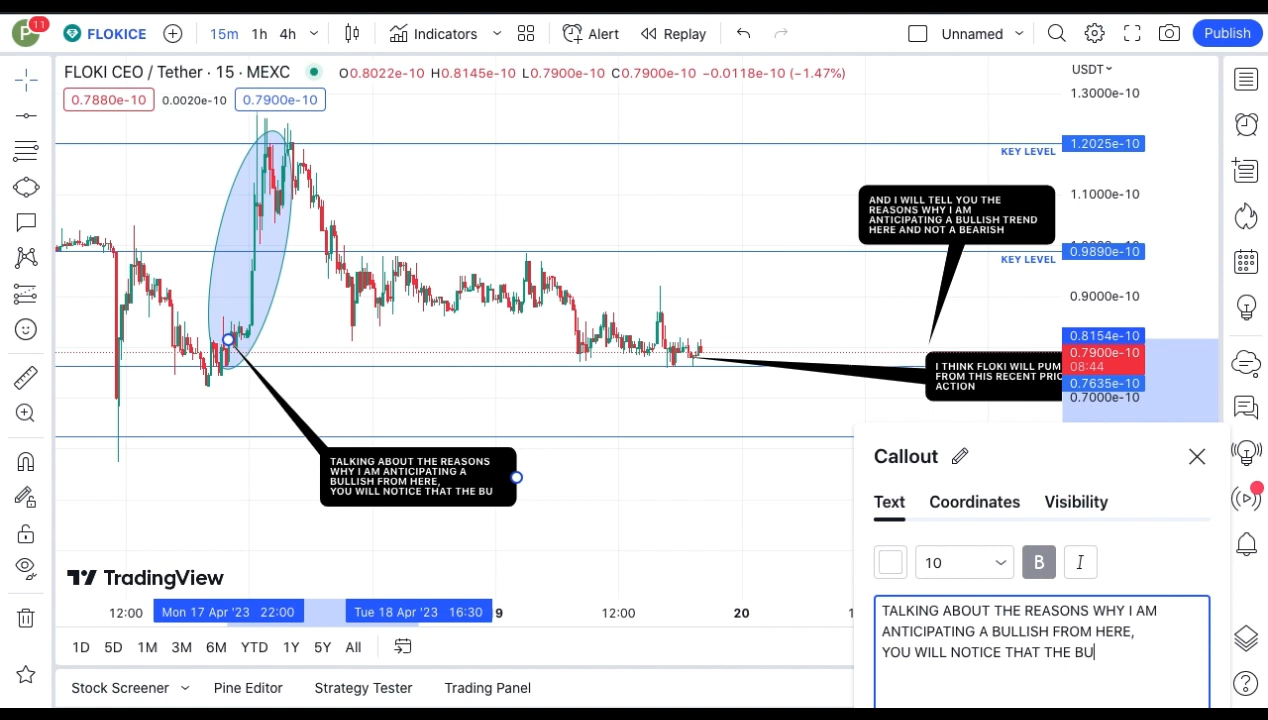 P 11 FLOKICE 15m 1h 4h Indicators Alert Replay Unnamed Publish
FLOKI CEO / Tether · 15 · MEXC O0.8022e-10 H0.8145e-10 L0.7900e-10 C0.7900e-10 −0.0118e-10 (−1.47%)
USDT
0.7880e-10 0.0020e-10 0.7900e-10
1.3000e-10
1.2025e-10
KEY LEVEL
1.1000e-10
AND I WILL TELL YOU THE
REASONS WHY I AM
ANTICIPATING A BULLISH TREND
HERE AND NOT A BEARISH
0.9890e-10
KEY LEVEL
0.9000e-10
0.8154e-10
0.7900e-10
08:44
0.7635e-10
0.7000e-10
I THINK FLOKI WILL PUM
FROM THIS RECENT PRIC
ACTION
TALKING ABOUT THE REASONS
WHY I AM ANTICIPATING A
BULLISH FROM HERE,
YOU WILL NOTICE THAT THE BU
TradingView
12:00 Mon 17 Apr '23 22:00 Tue 18 Apr '23 16:30 9 12:00 20
1D 5D 1M 3M 6M YTD 1Y 5Y All
Stock Screener Pine Editor Strategy Tester Trading Panel
Callout
Text Coordinates Visibility
10 B I
TALKING ABOUT THE REASONS WHY I AM
ANTICIPATING A BULLISH FROM HERE,
YOU WILL NOTICE THAT THE BU